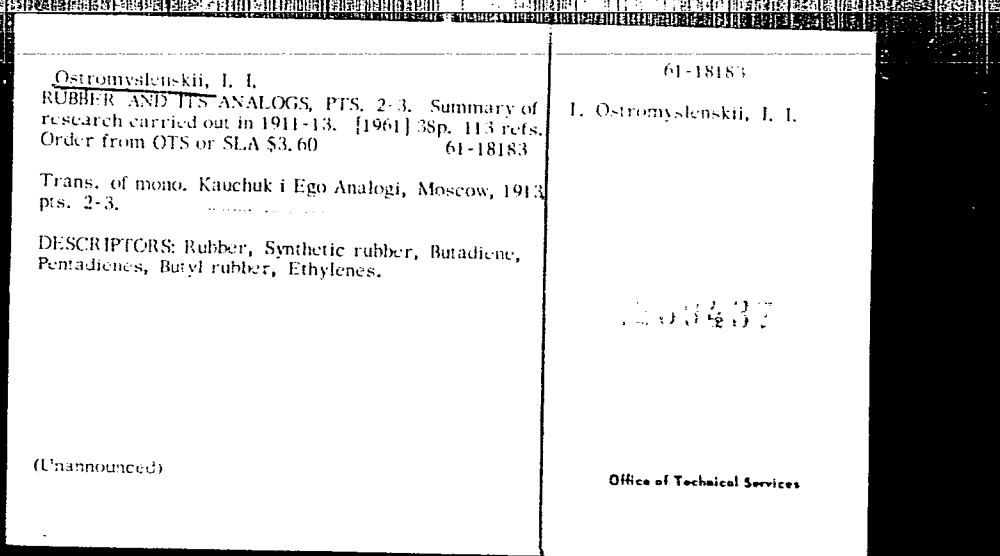 Ostromyslenskii, I. I.
RUBBER AND ITS ANALOGS, PTS. 2-3. Summary of
research carried out in 1911-13. [1961] 38p. 113 refs.
Order from OTS or SLA $3.60 61-18183
Trans. of mono. Kauchuk i Ego Analogi, Moscow, 1913
pts. 2-3.
DESCRIPTORS: Rubber, Synthetic rubber, Butadiene,
Pentadienes, Butyl rubber, Ethylenes.
(Unannounced)
61-18183
I. Ostromyslenskii, I. I.
Office of Technical Services